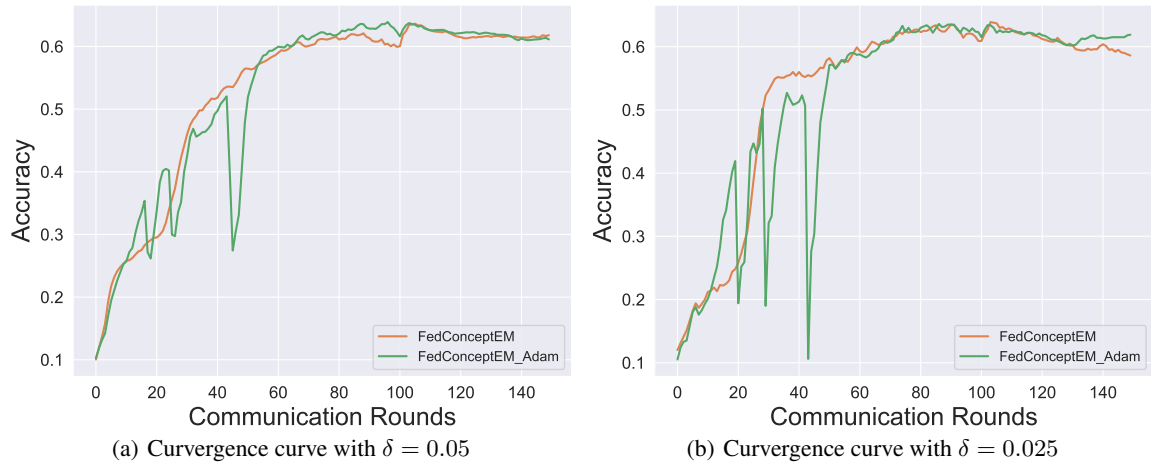 0.6
0.5
0.4
0.3
0.2
0.1
Accuracy
0 20 40 60 80 100 120 140
Communication Rounds
FedConceptEM
FedConceptEM_Adam
(a) Curvergence curve with δ = 0.05
0.6
0.5
0.4
0.3
0.2
0.1
Accuracy
0 20 40 60 80 100 120 140
Communication Rounds
FedConceptEM
FedConceptEM_Adam
(b) Curvergence curve with δ = 0.025